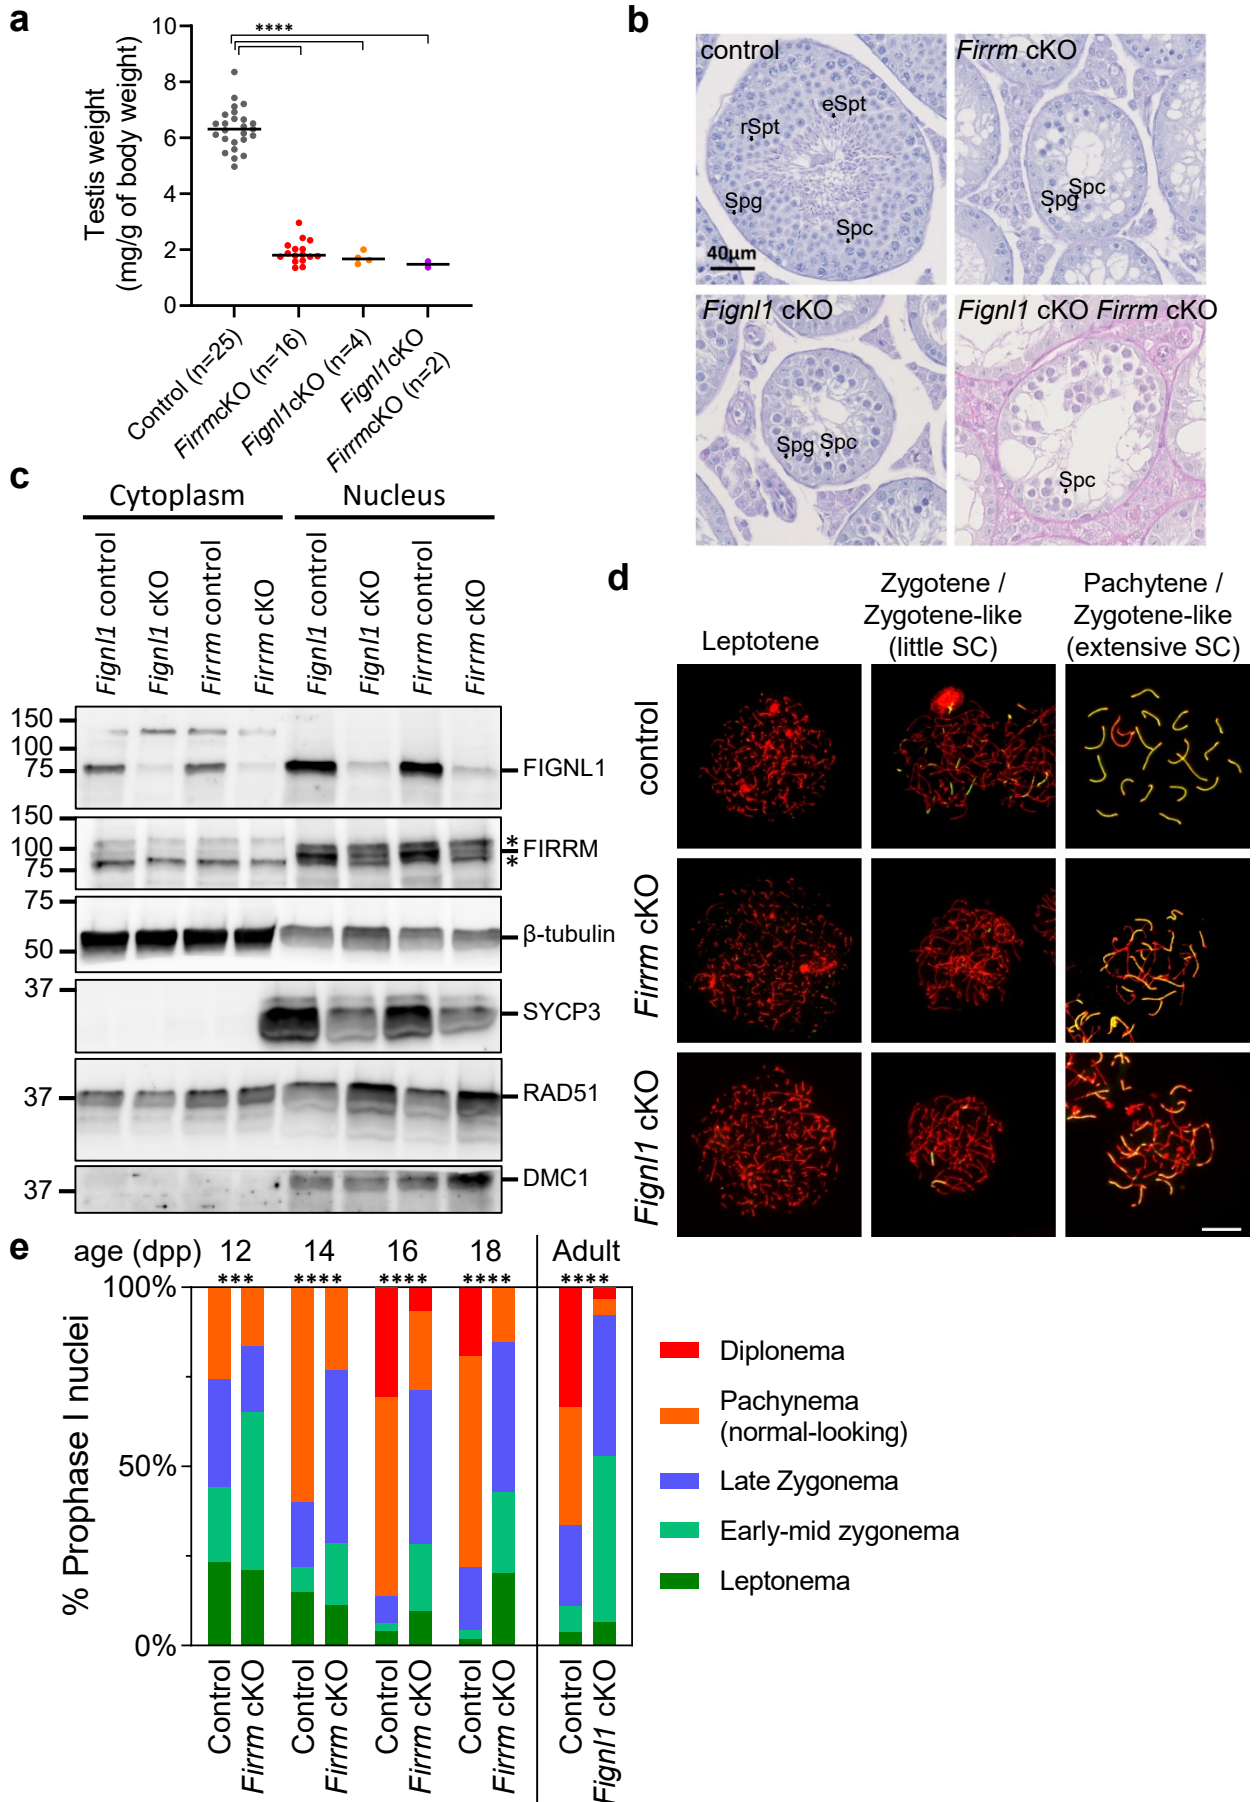 a
10
8
6
4
2
0
Testis weight
(mg/g of body weight)
****
Control (n=25)
FirrmcKO (n=16)
Fignl1cKO (n=4)
Fignl1cKO
FirrmcKO (n=2)
b
control
eSpt
rSpt
Spg
Spc
40µm
Firrm cKO
Spc
Spg
Fignl1 cKO
Spg
Spc
Fignl1 cKO Firrm cKO
Spc
c
Cytoplasm
Nucleus
Fignl1 control
Fignl1 cKO
Firrm control
Firrm cKO
Fignl1 control
Fignl1 cKO
Firrm control
Firrm cKO
150
100
75
FIGNL1
150
100
75
*
FIRRM
*
75
50
β-tubulin
37
SYCP3
37
RAD51
37
DMC1
d
Leptotene
Zygotene /
Zygotene-like
(little SC)
Pachytene /
Zygotene-like
(extensive SC)
control
Firrm cKO
Fignl1 cKO
e
age (dpp)
12
14
16
18
Adult
***
****
****
****
****
100%
50%
0%
% Prophase I nuclei
Control
Firrm cKO
Control
Firrm cKO
Control
Firrm cKO
Control
Firrm cKO
Control
Fignl1 cKO
Diplonema
Pachynema
(normal-looking)
Late Zygonema
Early-mid zygonema
Leptonema